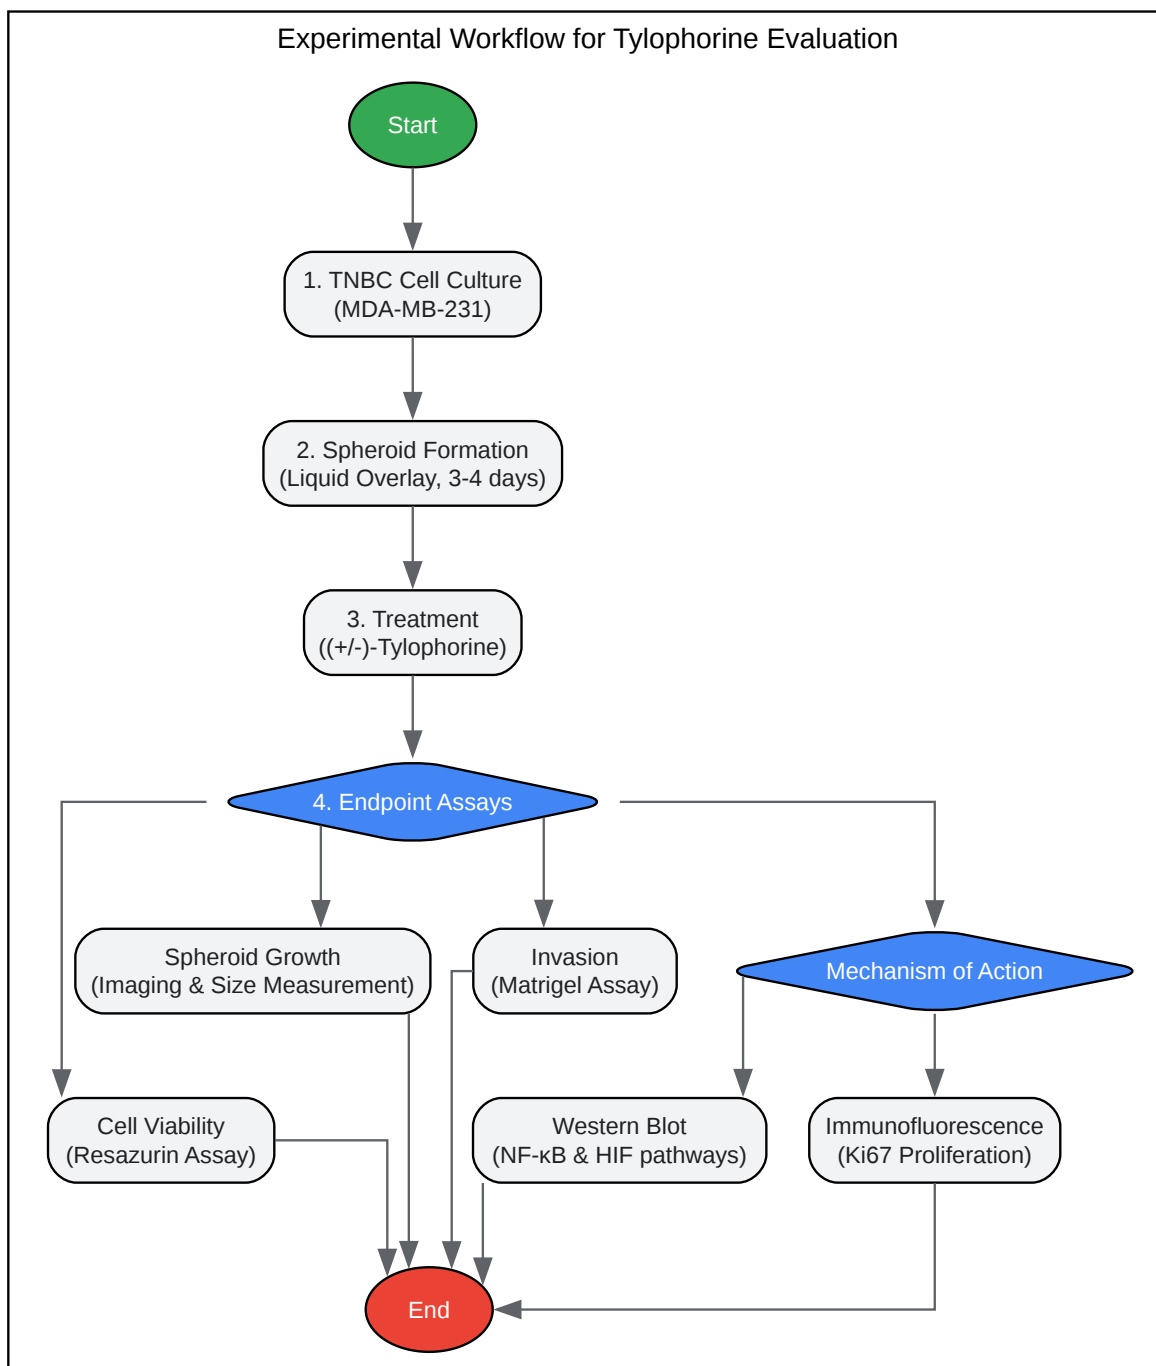 Experimental Workflow for Tylophorine Evaluation
Start
1. TNBC Cell Culture
(MDA-MB-231)
2. Spheroid Formation
(Liquid Overlay, 3-4 days)
3. Treatment
((+/-)-Tylophorine)
4. Endpoint Assays
Spheroid Growth
(Imaging & Size Measurement)
Invasion
(Matrigel Assay)
Mechanism of Action
Cell Viability
(Resazurin Assay)
Western Blot
(NF-κB & HIF pathways)
Immunofluorescence
(Ki67 Proliferation)
End